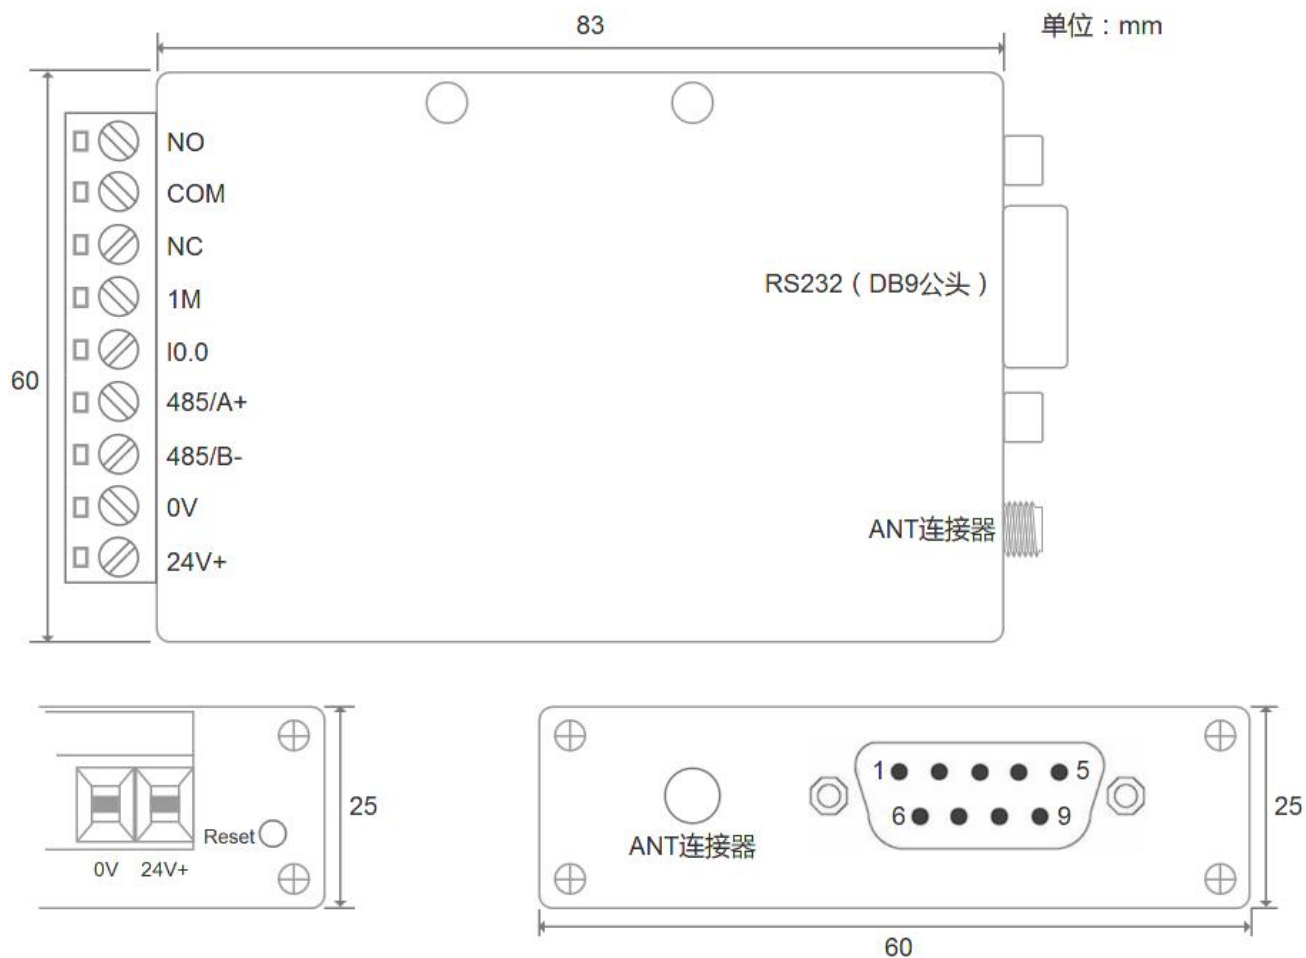 83
单位：mm
NO
COM
NC
1M
I0.0
485/A+
485/B-
0V
24V+
60
RS232（DB9公头）
ANT连接器
Reset
0V 24V+
25
ANT连接器
1 5
6 9
25
60